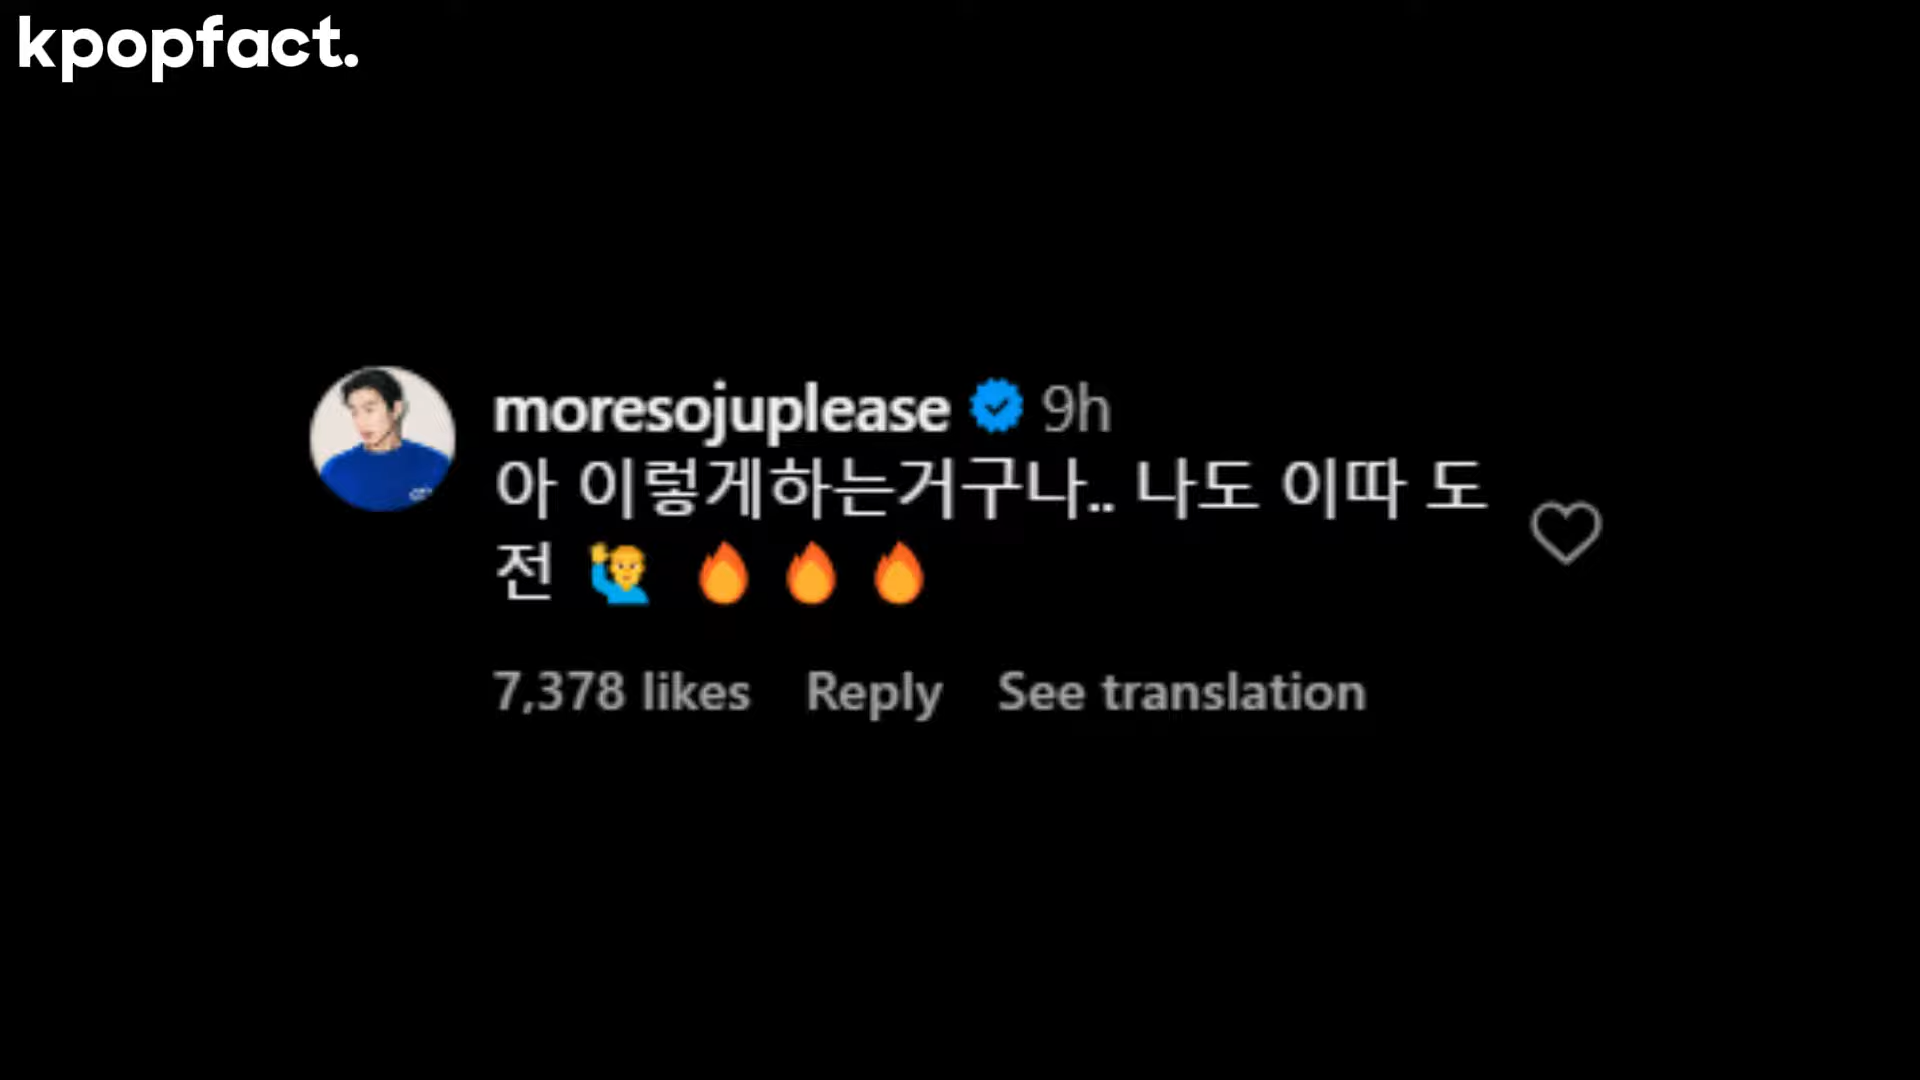 kpopfact.
moresojuplease 9h
아 이렇게하는거구나.. 나도 이따 도
전 🙋‍♂️ 🔥 🔥 🔥
7,378 likes Reply See translation